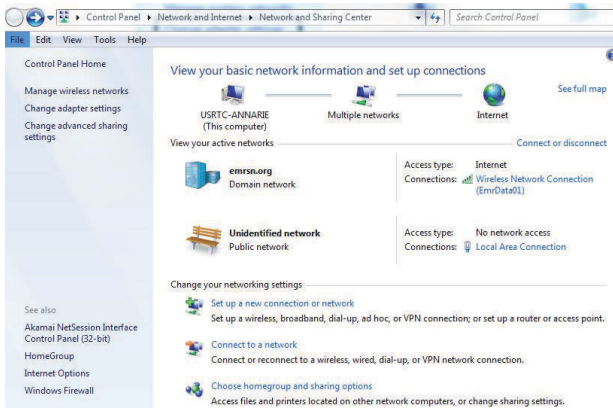 Control Panel ▸ Network and Internet ▸ Network and Sharing Center
Search Control Panel
File Edit View Tools Help
Control Panel Home
Manage wireless networks
Change adapter settings
Change advanced sharing
settings
View your basic network information and set up connections
See full map
USRTC-ANNARIE
(This computer)
Multiple networks
Internet
View your active networks
Connect or disconnect
emrsn.org
Domain network
Access type: Internet
Connections: Wireless Network Connection
(EmrData01)
Unidentified network
Public network
Access type: No network access
Connections: Local Area Connection
Change your networking settings
Set up a new connection or network
Set up a wireless, broadband, dial-up, ad hoc, or VPN connection; or set up a router or access point.
Connect to a network
Connect or reconnect to a wireless, wired, dial-up, or VPN network connection.
Choose homegroup and sharing options
Access files and printers located on other network computers, or change sharing settings.
See also
Akamai NetSession Interface
Control Panel (32-bit)
HomeGroup
Internet Options
Windows Firewall